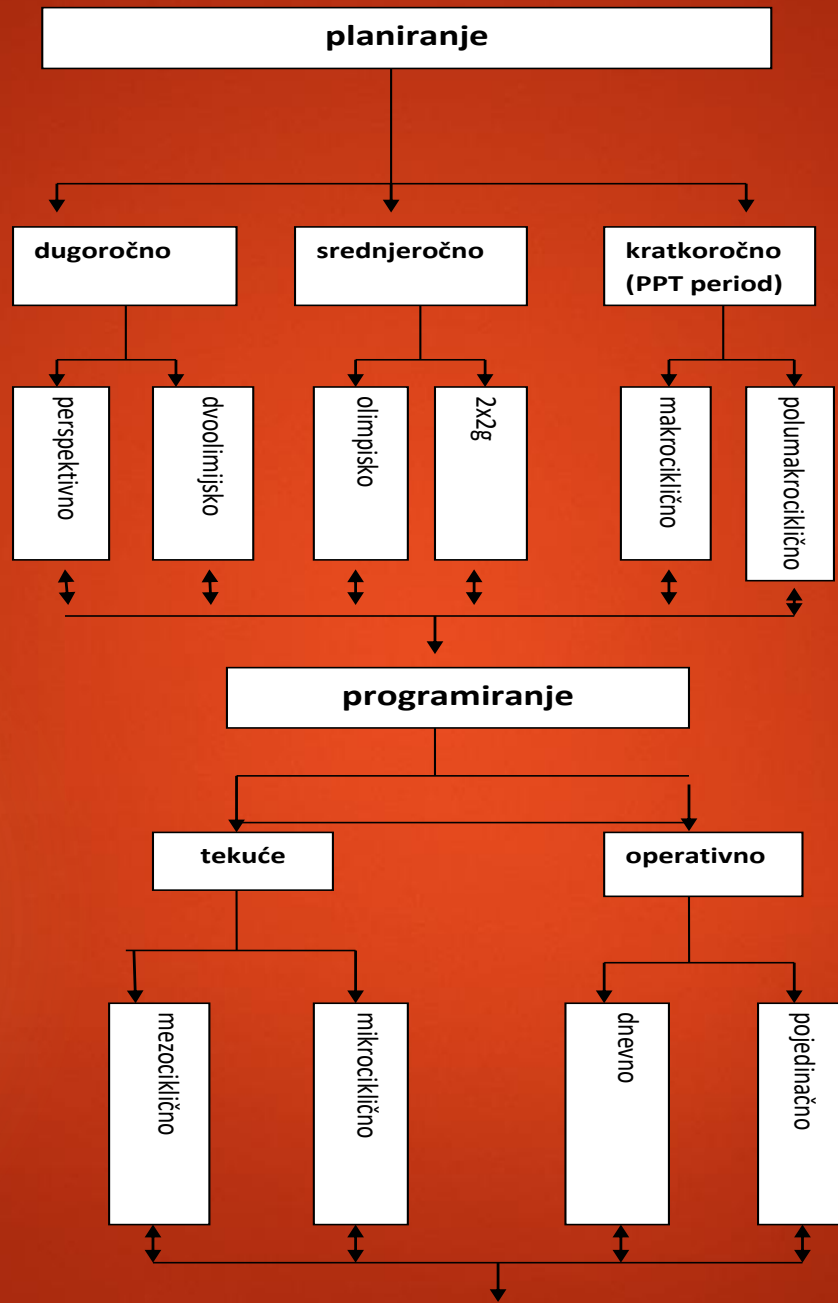 planiranje
dugoročno
srednjeročno
kratkoročno
(PPT period)
perspektivno
dvoolimijsko
olimpisko
2x2g
makrociklično
polumakrociklično
programiranje
tekuće
operativno
mezociklično
mikrociklično
dnevno
pojedinačno